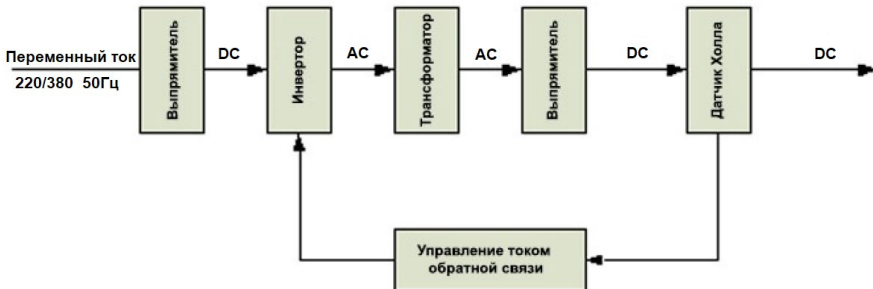 Переменный ток
220/380 50Гц
Выпрямитель
DC
Инвертор
AC
Трансформатор
AC
Выпрямитель
DC
Датчик Холла
DC
Управление током
обратной связи